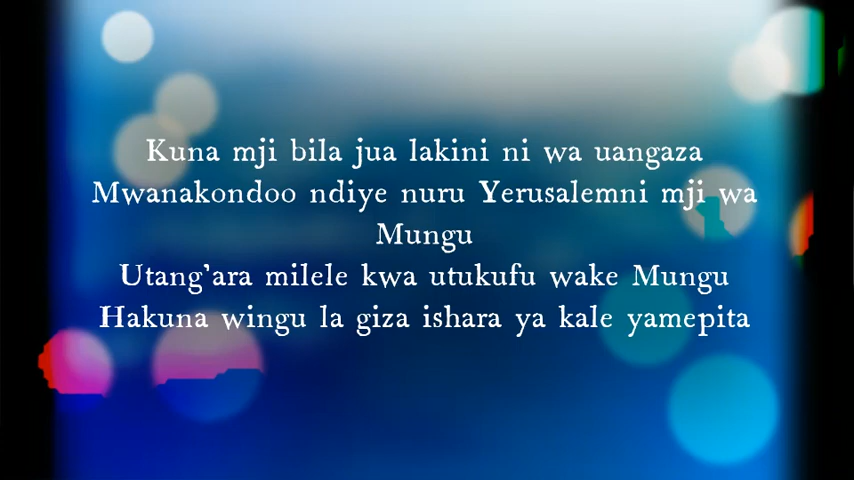 Kuna mji bila jua lakini ni wa uangaza
Mwanakondoo ndiye nuru Yerusalemni mji wa
Mungu
Utang'ara milele kwa utukufu wake Mungu
Hakuna wingu la giza ishara ya kale yamepita